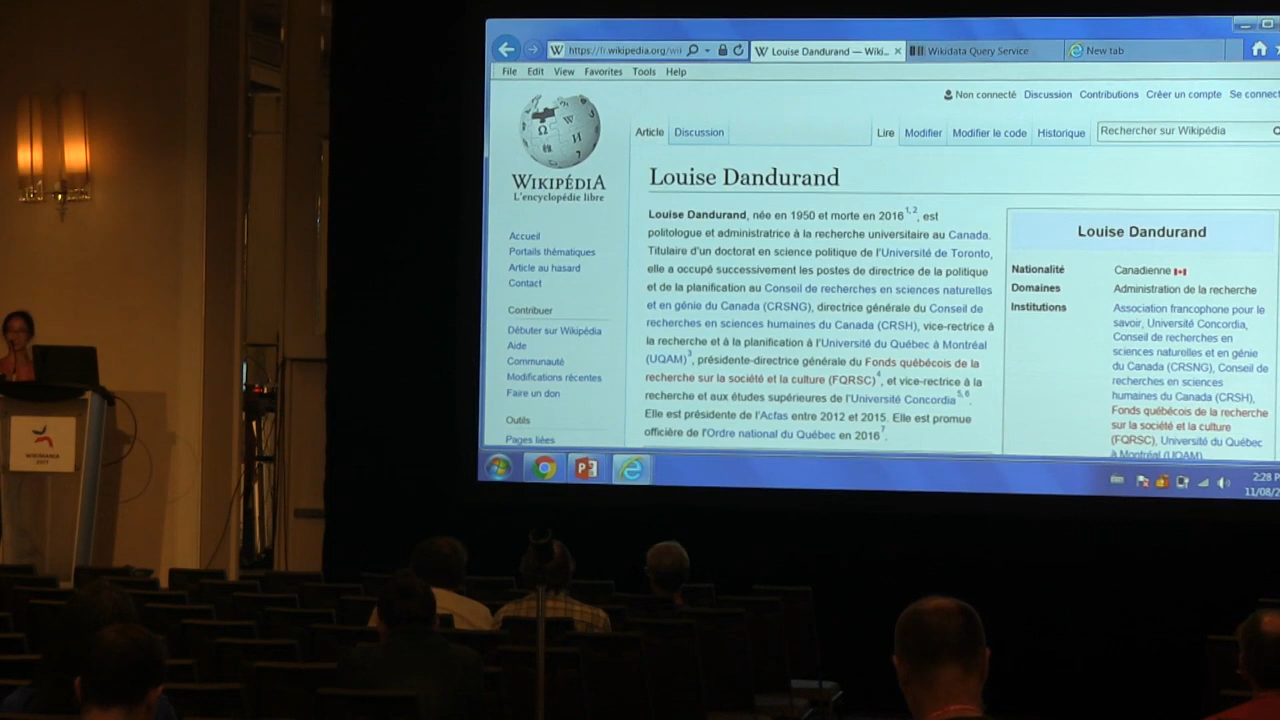 https://fr.wikipedia.org/wi
Louise Dandurand — Wiki...
Wikidata Query Service
New tab
File Edit View Favorites Tools Help
Non connecté Discussion Contributions Créer un compte Se connect
Article Discussion Lire Modifier Modifier le code Historique Rechercher sur Wikipédia
WIKIPÉDIA
L'encyclopédie libre
Accueil
Portails thématiques
Article au hasard
Contact
Contribuer
Débuter sur Wikipédia
Aide
Communauté
Modifications récentes
Faire un don
Outils
Pages liées
Louise Dandurand
Louise Dandurand, née en 1950 et morte en 2016 1, 2, est
politologue et administratrice à la recherche universitaire au Canada.
Titulaire d'un doctorat en science politique de l'Université de Toronto,
elle a occupé successivement les postes de directrice de la politique
et de la planification au Conseil de recherches en sciences naturelles
et en génie du Canada (CRSNG), directrice générale du Conseil de
recherches en sciences humaines du Canada (CRSH), vice-rectrice à
la recherche et à la planification à l'Université du Québec à Montréal
(UQAM) 3, présidente-directrice générale du Fonds québécois de la
recherche sur la société et la culture (FQRSC) 4, et vice-rectrice à la
recherche et aux études supérieures de l'Université Concordia 5, 6.
Elle est présidente de l'Acfas entre 2012 et 2015. Elle est promue
officière de l'Ordre national du Québec en 2016 7.
Louise Dandurand
Nationalité Canadienne
Domaines Administration de la recherche
Institutions Association francophone pour le
savoir, Université Concordia,
Conseil de recherches en
sciences naturelles et en génie
du Canada (CRSNG), Conseil de
recherches en sciences
humaines du Canada (CRSH),
Fonds québécois de la recherche
sur la société et la culture
(FQRSC), Université du Québec
à Montréal (UQAM)
2:28 P
11/08/2
WIKIMANIA
2017